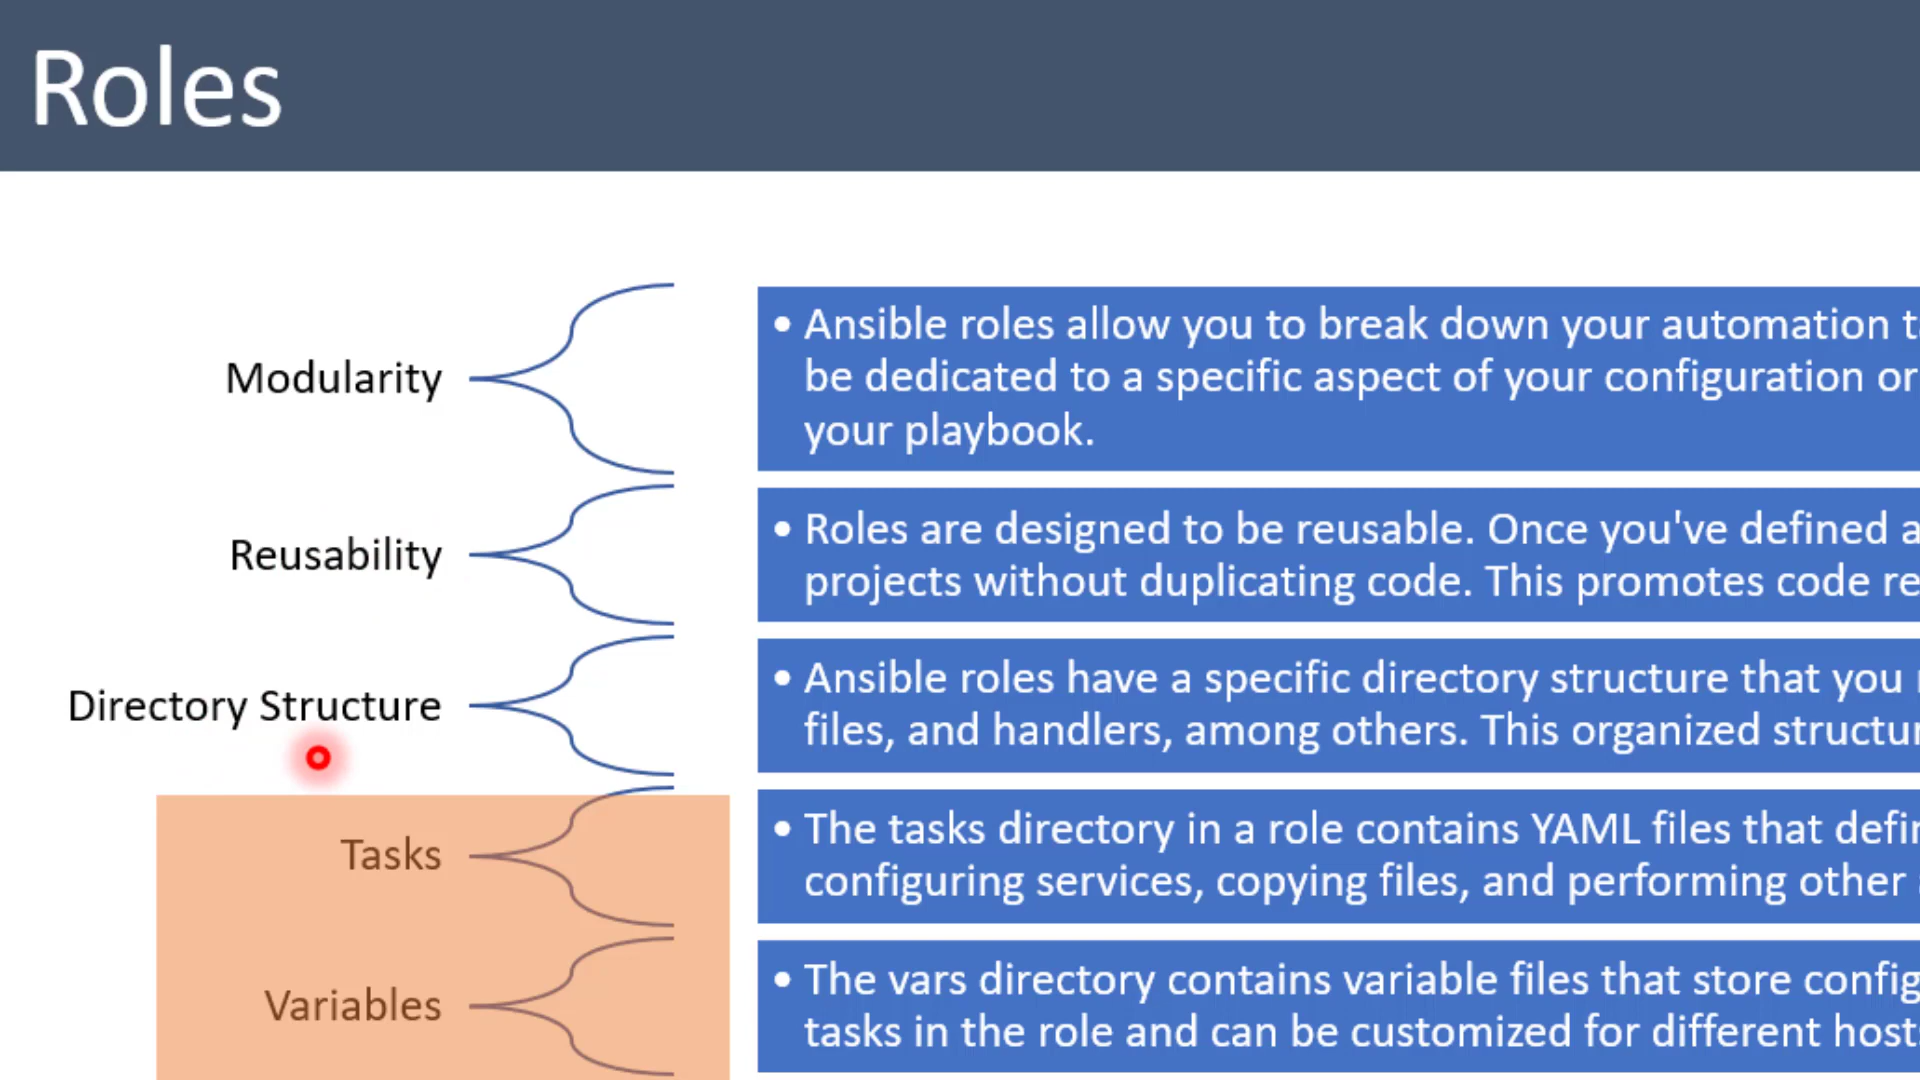 Roles
Modularity
• Ansible roles allow you to break down your automation
be dedicated to a specific aspect of your configuration or
your playbook.
Reusability
• Roles are designed to be reusable. Once you've defined a
projects without duplicating code. This promotes code
Directory Structure
• Ansible roles have a specific directory structure that you
files, and handlers, among others. This organized
Tasks
• The tasks directory in a role contains YAML files that
configuring services, copying files, and performing other
Variables
• The vars directory contains variable files that store
tasks in the role and can be customized for different